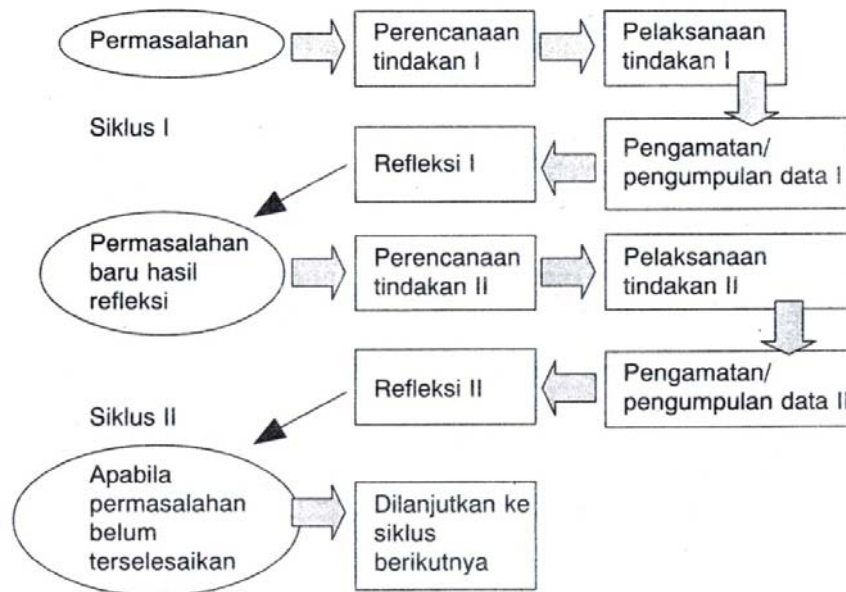 Permasalahan
Perencanaan
tindakan I
Pelaksanaan
tindakan I
Siklus I
Refleksi I
Pengamatan/
pengumpulan data I
Permasalahan
baru hasil
refleksi
Perencanaan
tindakan II
Pelaksanaan
tindakan II
Siklus II
Refleksi II
Pengamatan/
pengumpulan data II
Apabila
permasalahan
belum
terselesaikan
Dilanjutkan ke
siklus
berikutnya